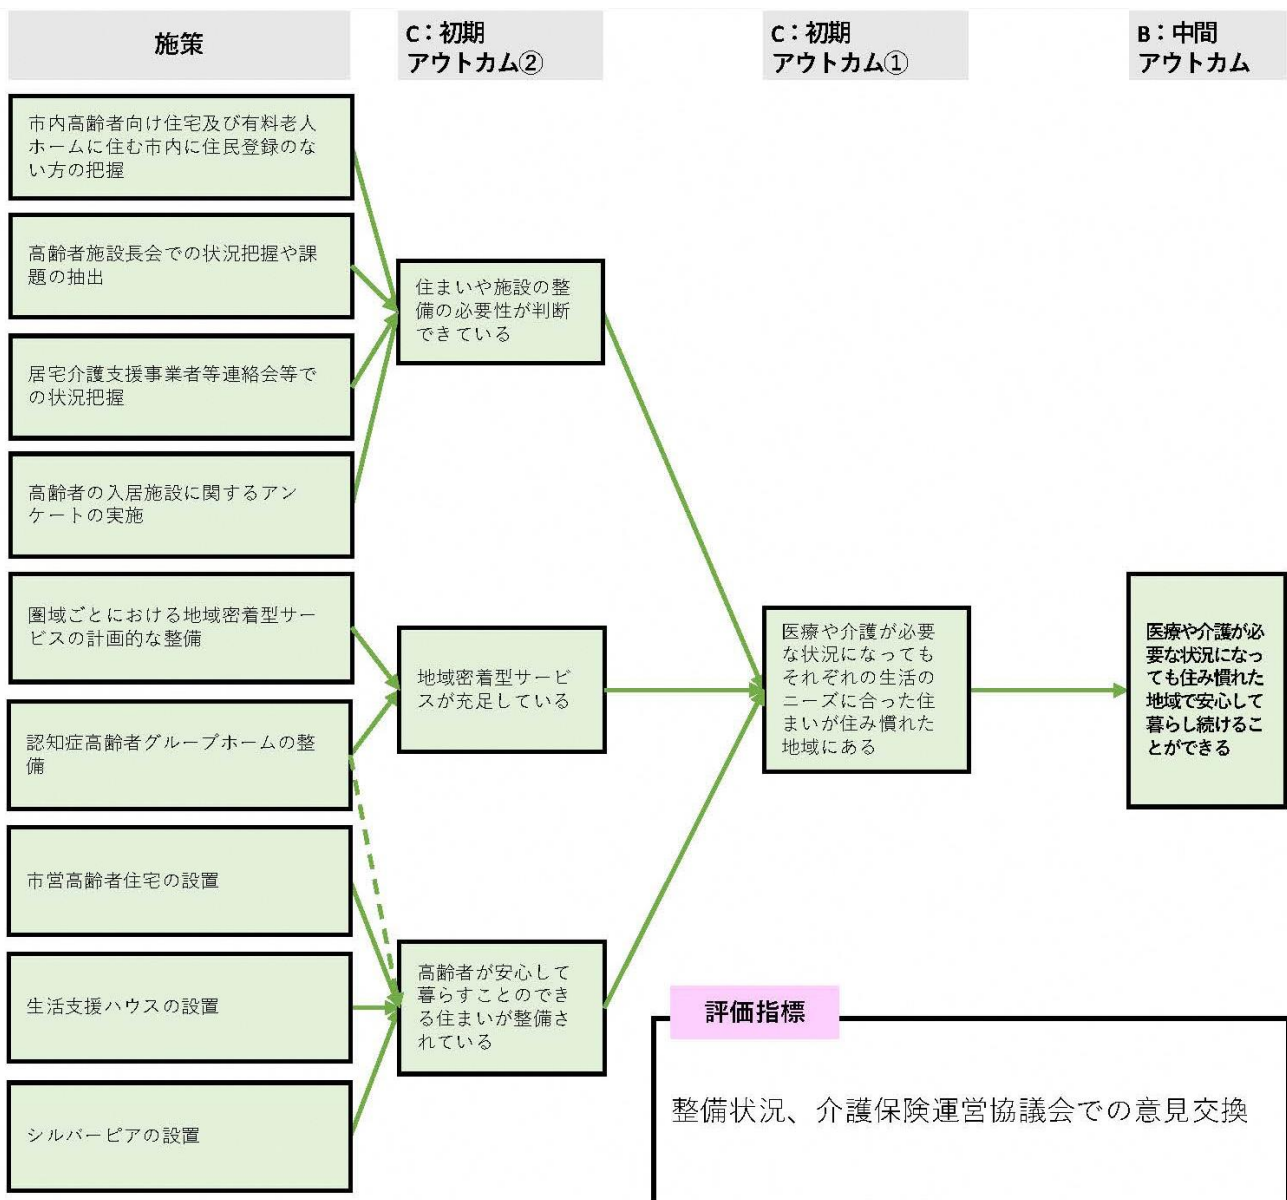 施策
C：初期
アウトカム②
C：初期
アウトカム①
B：中間
アウトカム
市内高齢者向け住宅及び有料老人
ホームに住む市内に住民登録のな
い方の把握
高齢者施設長会での状況把握や課
題の抽出
居宅介護支援事業者等連絡会等で
の状況把握
高齢者の入居施設に関するアン
ケートの実施
圏域ごとにおける地域密着型サー
ビスの計画的な整備
認知症高齢者グループホームの整
備
市営高齢者住宅の設置
生活支援ハウスの設置
シルバーピアの設置
住まいや施設の整
備の必要性が判断
できている
地域密着型サービ
スが充足している
高齢者が安心して
暮らすことのでき
る住まいが整備さ
れている
医療や介護が必要
な状況になっても
それぞれの生活の
ニーズに合った住
まいが住み慣れた
地域にある
医療や介護が必
要な状況になっ
ても住み慣れた
地域で安心して
暮らし続けるこ
とができる
評価指標
整備状況、介護保険運営協議会での意見交換